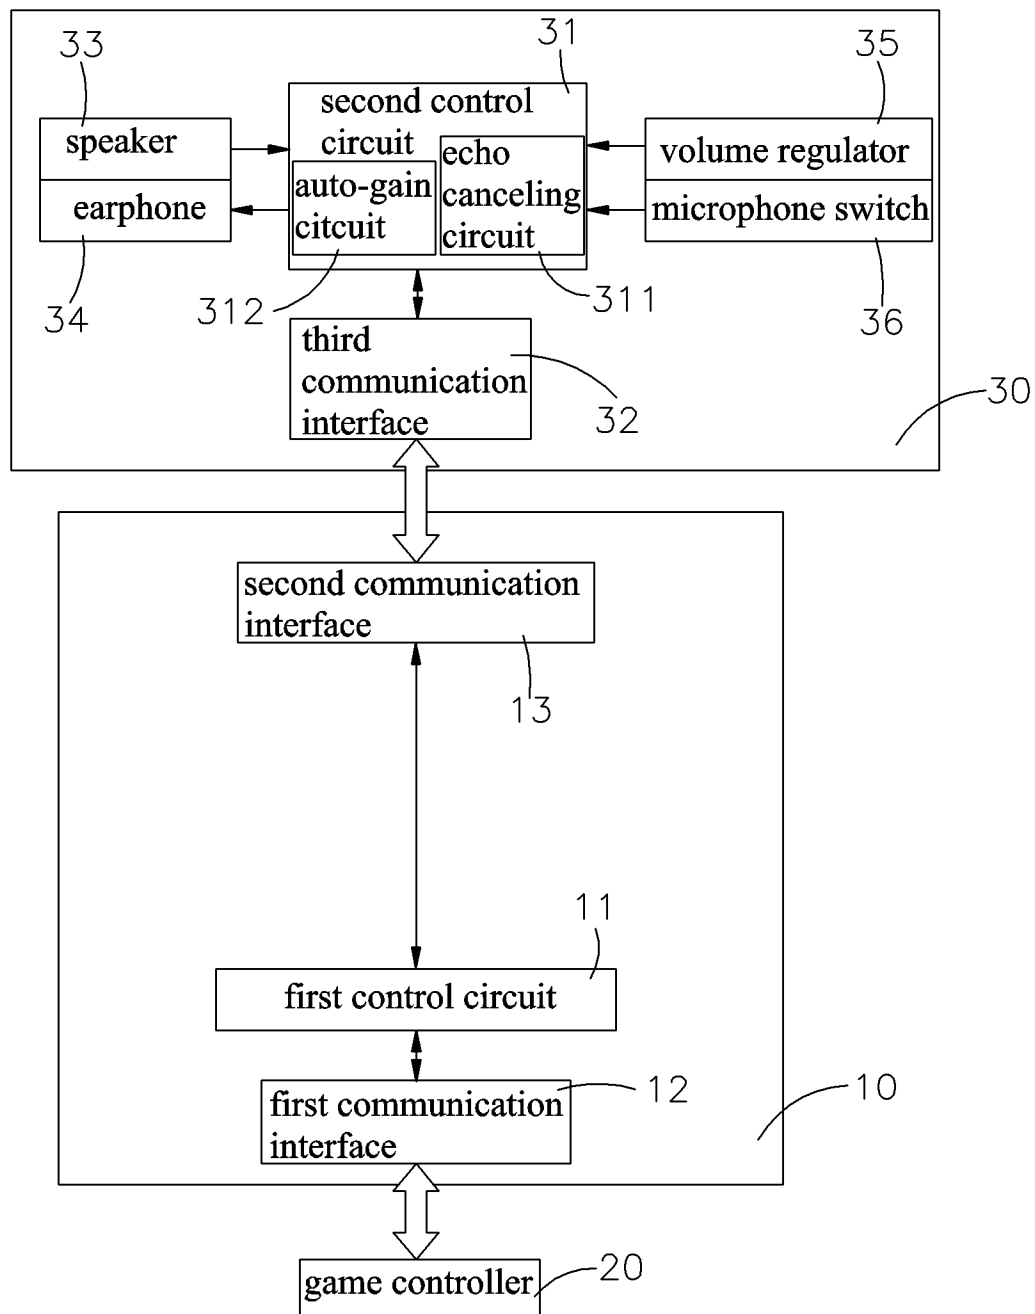 33
31
35
second control
circuit
speaker
earphone
auto-gain
citcuit
echo
canceling
circuit
volume regulator
microphone switch
34
312
311
36
third
communication
interface
32
30
second communication
interface
13
11
first control circuit
12
first communication
interface
10
game controller
20